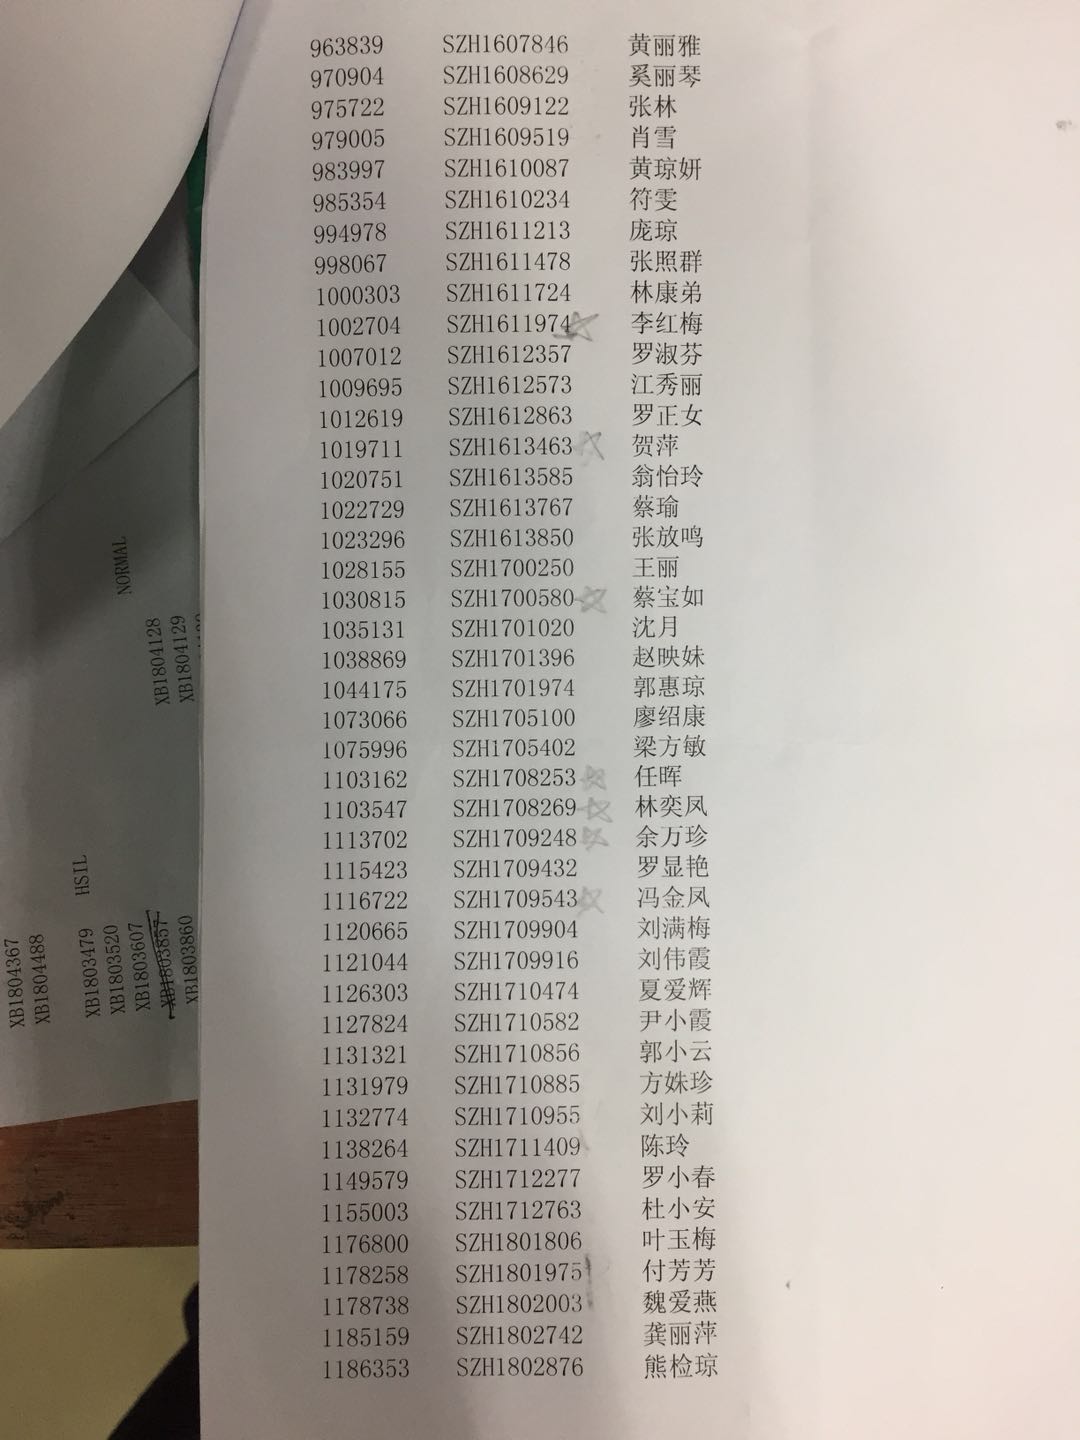 963839 SZH1607846 黄丽雅
970904 SZH1608629 奚丽琴
975722 SZH1609122 张林
979005 SZH1609519 肖雪
983997 SZH1610087 黄琼妍
985354 SZH1610234 符雯
994978 SZH1611213 庞琼
998067 SZH1611478 张照群
1000303 SZH1611724 林康弟
1002704 SZH1611974 李红梅
1007012 SZH1612357 罗淑芬
1009695 SZH1612573 江秀丽
1012619 SZH1612863 罗正女
1019711 SZH1613463 贺萍
1020751 SZH1613585 翁怡玲
1022729 SZH1613767 蔡瑜
1023296 SZH1613850 张放鸣
1028155 SZH1700250 王丽
1030815 SZH1700580 蔡宝如
1035131 SZH1701020 沈月
1038869 SZH1701396 赵映妹
1044175 SZH1701974 郭惠琼
1073066 SZH1705100 廖绍康
1075996 SZH1705402 梁方敏
1103162 SZH1708253 任晖
1103547 SZH1708269 林奕凤
1113702 SZH1709248 余万珍
1115423 SZH1709432 罗显艳
1116722 SZH1709543 冯金凤
1120665 SZH1709904 刘满梅
1121044 SZH1709916 刘伟霞
1126303 SZH1710474 夏爱辉
1127824 SZH1710582 尹小霞
1131321 SZH1710856 郭小云
1131979 SZH1710885 方姝珍
1132774 SZH1710955 刘小莉
1138264 SZH1711409 陈玲
1149579 SZH1712277 罗小春
1155003 SZH1712763 杜小安
1176800 SZH1801806 叶玉梅
1178258 SZH1801975 付芳芳
1178738 SZH1802003 魏爱燕
1185159 SZH1802742 龚丽萍
1186353 SZH1802876 熊检琼
XB1804367
XB1804488
HSIL
XB1803479
XB1803520
XB1803607
XB1803857
XB1803860
NORMAL
XB1804128
XB1804129